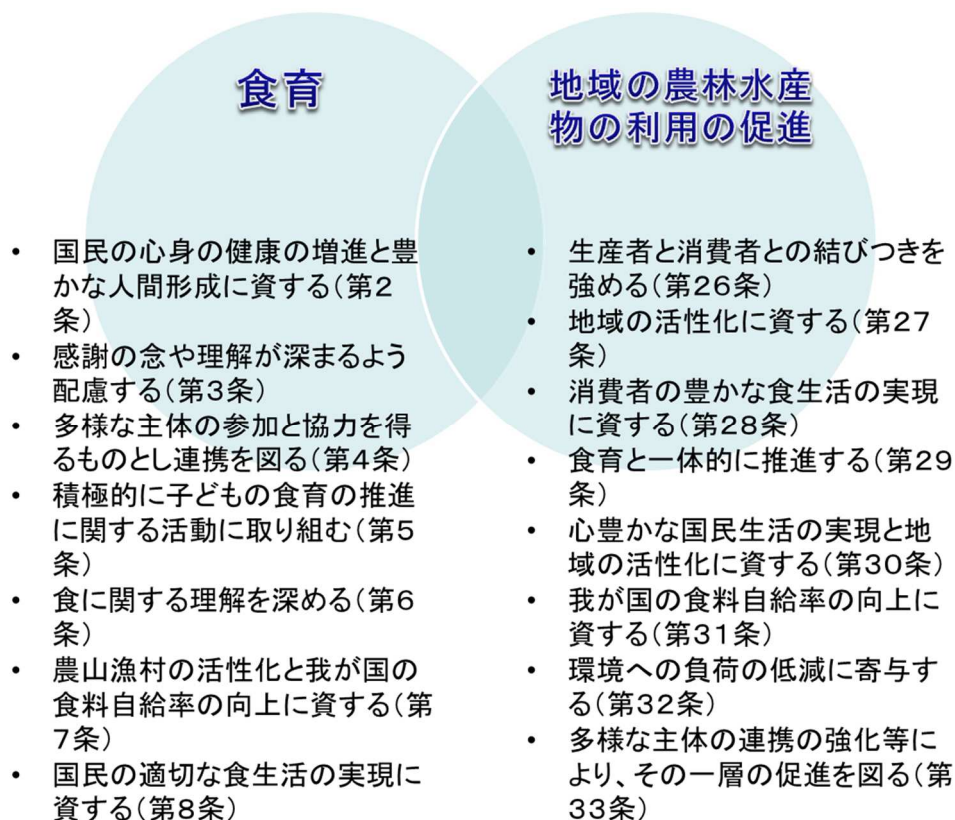 食育
地域の農林水産
物の利用の促進
• 国民の心身の健康の増進と豊
かな人間形成に資する(第2
条)
• 感謝の念や理解が深まるよう
配慮する(第3条)
• 多様な主体の参加と協力を得
るものとし連携を図る(第4条)
• 積極的に子どもの食育の推進
に関する活動に取り組む(第5
条)
• 食に関する理解を深める(第6
条)
• 農山漁村の活性化と我が国の
食料自給率の向上に資する(第
7条)
• 国民の適切な食生活の実現に
資する(第8条)
• 生産者と消費者との結びつきを
強める(第26条)
• 地域の活性化に資する(第27
条)
• 消費者の豊かな食生活の実現
に資する(第28条)
• 食育と一体的に推進する(第29
条)
• 心豊かな国民生活の実現と地
域の活性化に資する(第30条)
• 我が国の食料自給率の向上に
資する(第31条)
• 環境への負荷の低減に寄与す
る(第32条)
• 多様な主体の連携の強化等に
より、その一層の促進を図る(第
33条)